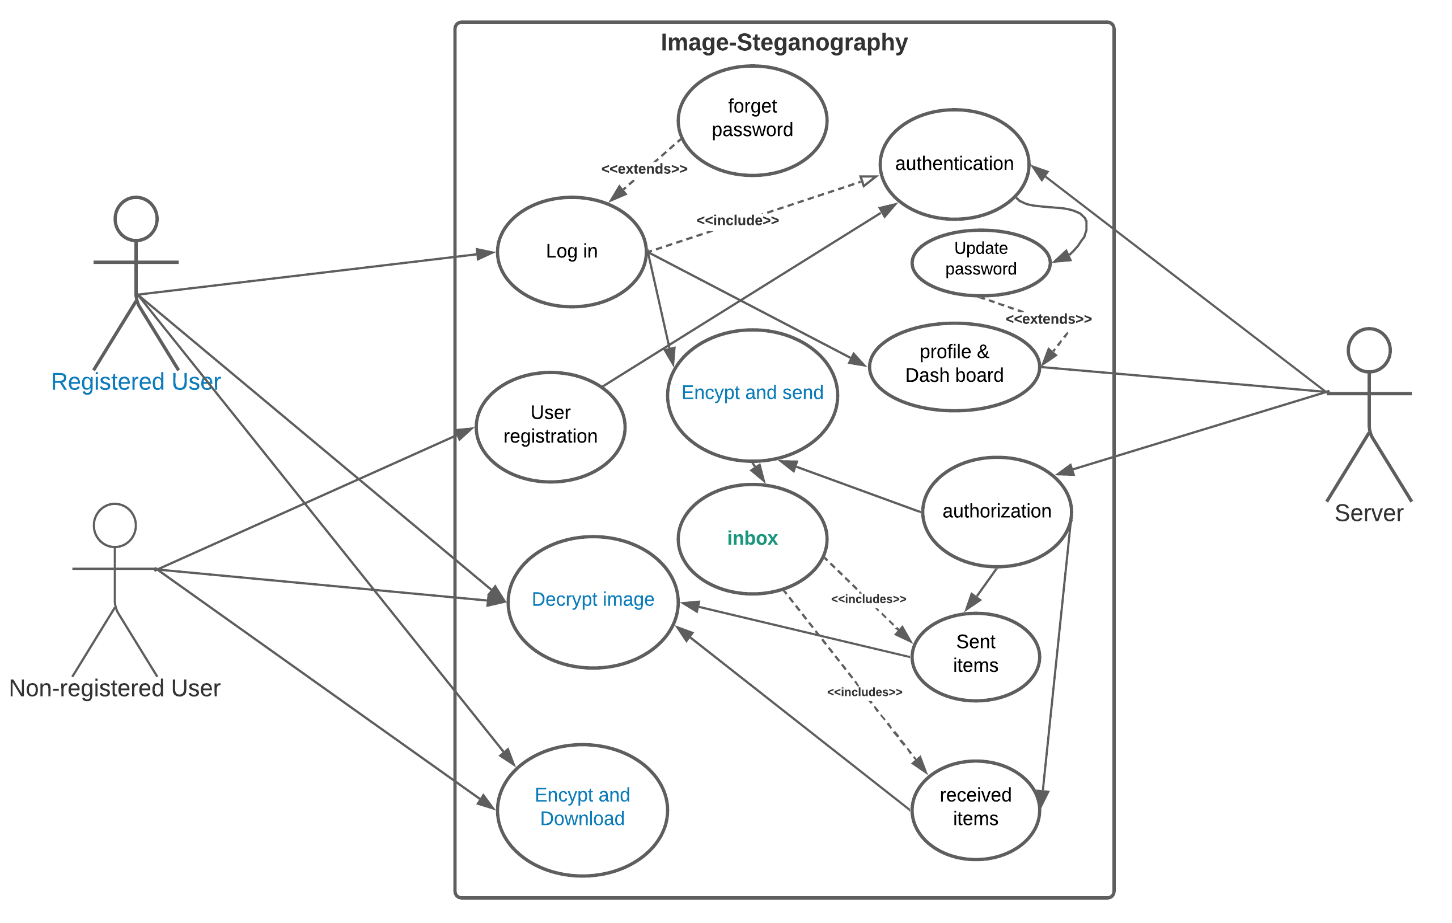 Image-Steganography
forget
password
authentication
<<extends>>
<<include>>
Log in
Update
password
<<extends>>
profile &
Dash board
Registered User
Encypt and send
User
registration
authorization
Server
inbox
Decrypt image
<<includes>>
Sent
items
Non-registered User
<<includes>>
Encypt and
Download
received
items